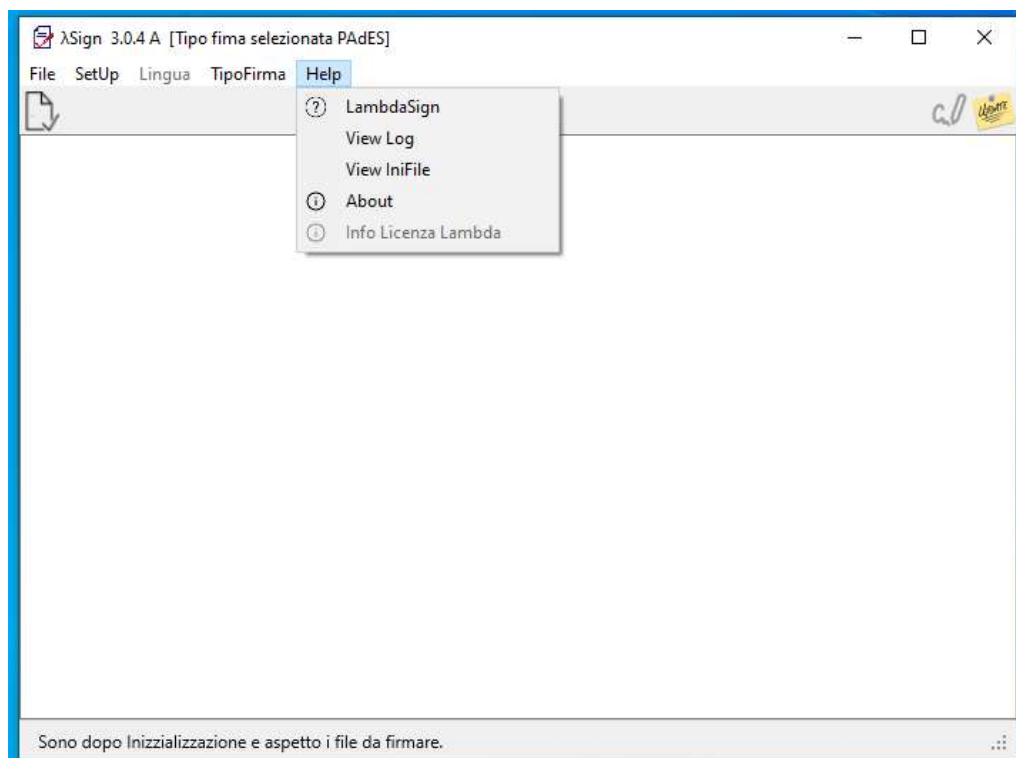 λSign 3.0.4 A [Tipo fima selezionata PAdES]
File SetUp Lingua TipoFirma Help
LambdaSign
View Log
View IniFile
About
Info Licenza Lambda
UPDATE
Sono dopo Inizzializzazione e aspetto i file da firmare.